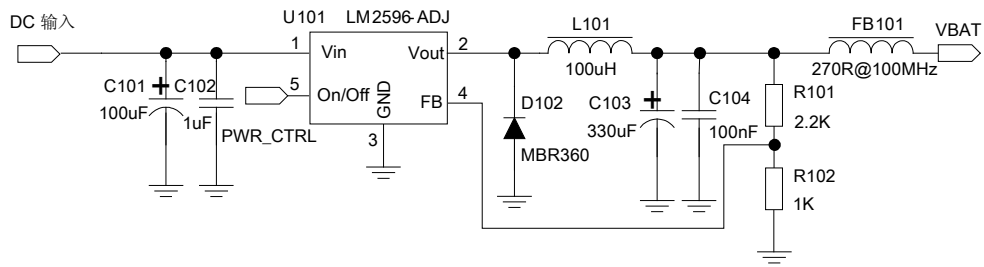 DC 输入
U101
LM2596-ADJ
L101
FB101
VBAT
1
Vin
Vout
2
100uH
270R@100MHz
C101
+
C102
5
On/Off
GND
FB
4
D102
C103
+
C104
R101
100uF
1uF
PWR_CTRL
3
330uF
100nF
2.2K
MBR360
R102
1K